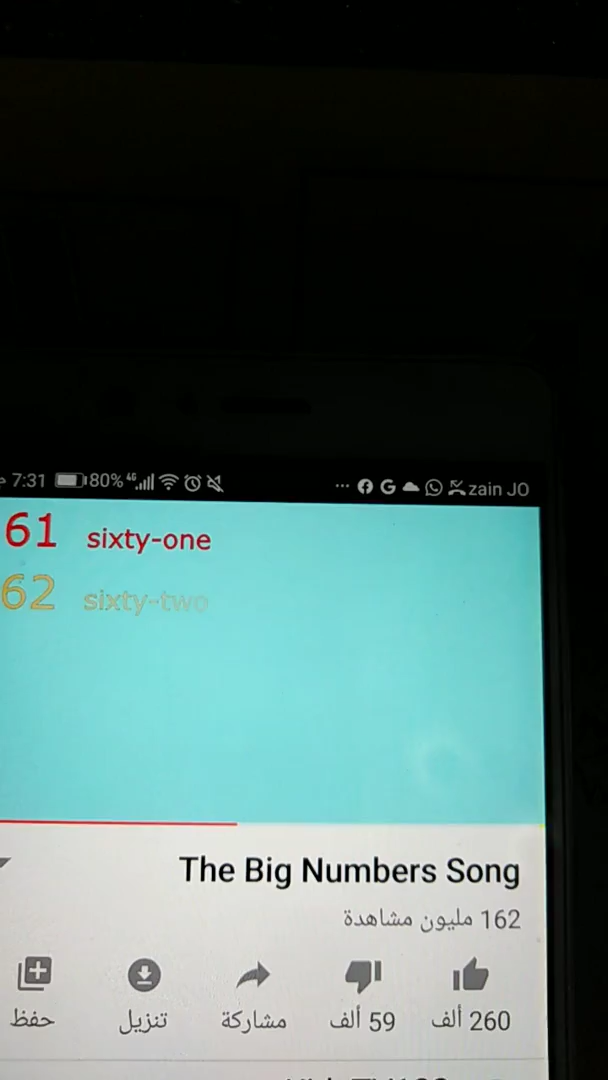 7:31 80% 4G zain JO
61 sixty-one
62 sixty-two
The Big Numbers Song
162 مليون مشاهدة
260 ألف
59 ألف
مشاركة
تنزيل
حفظ